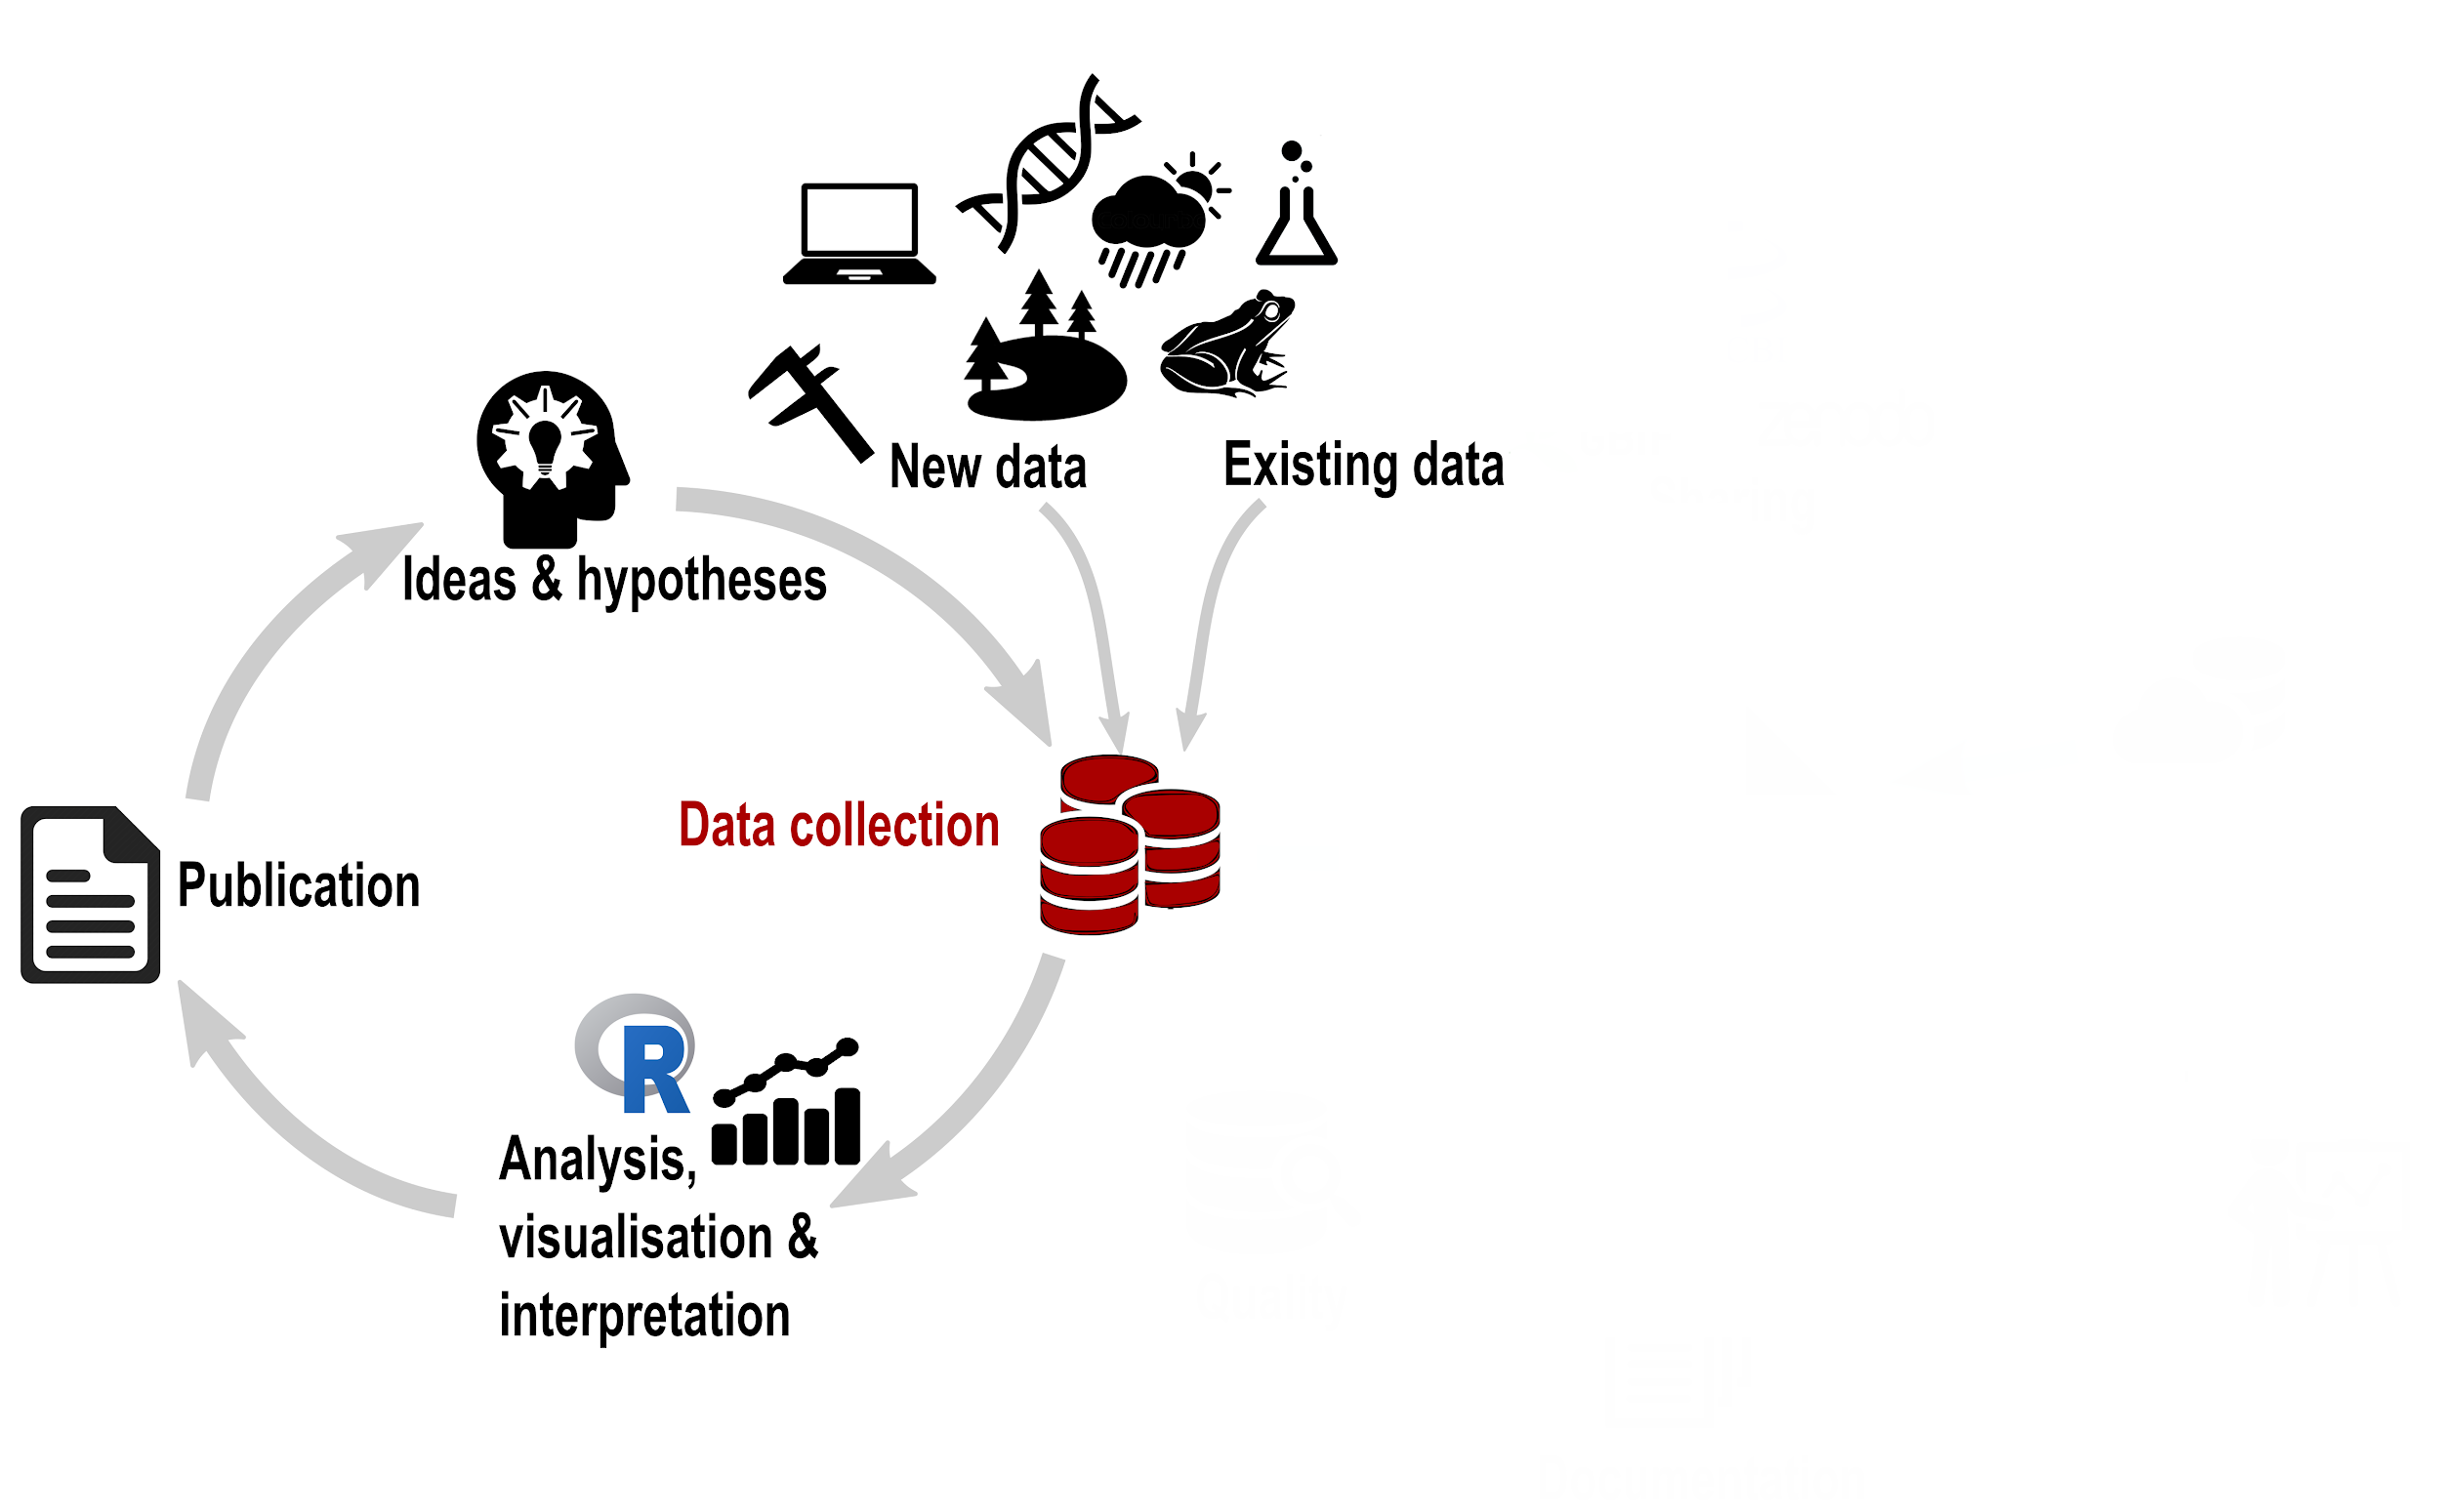 New data
Existing data
Ideas & hypotheses
Data collection
Publication
R
Analysis,
visualisation &
interpretation